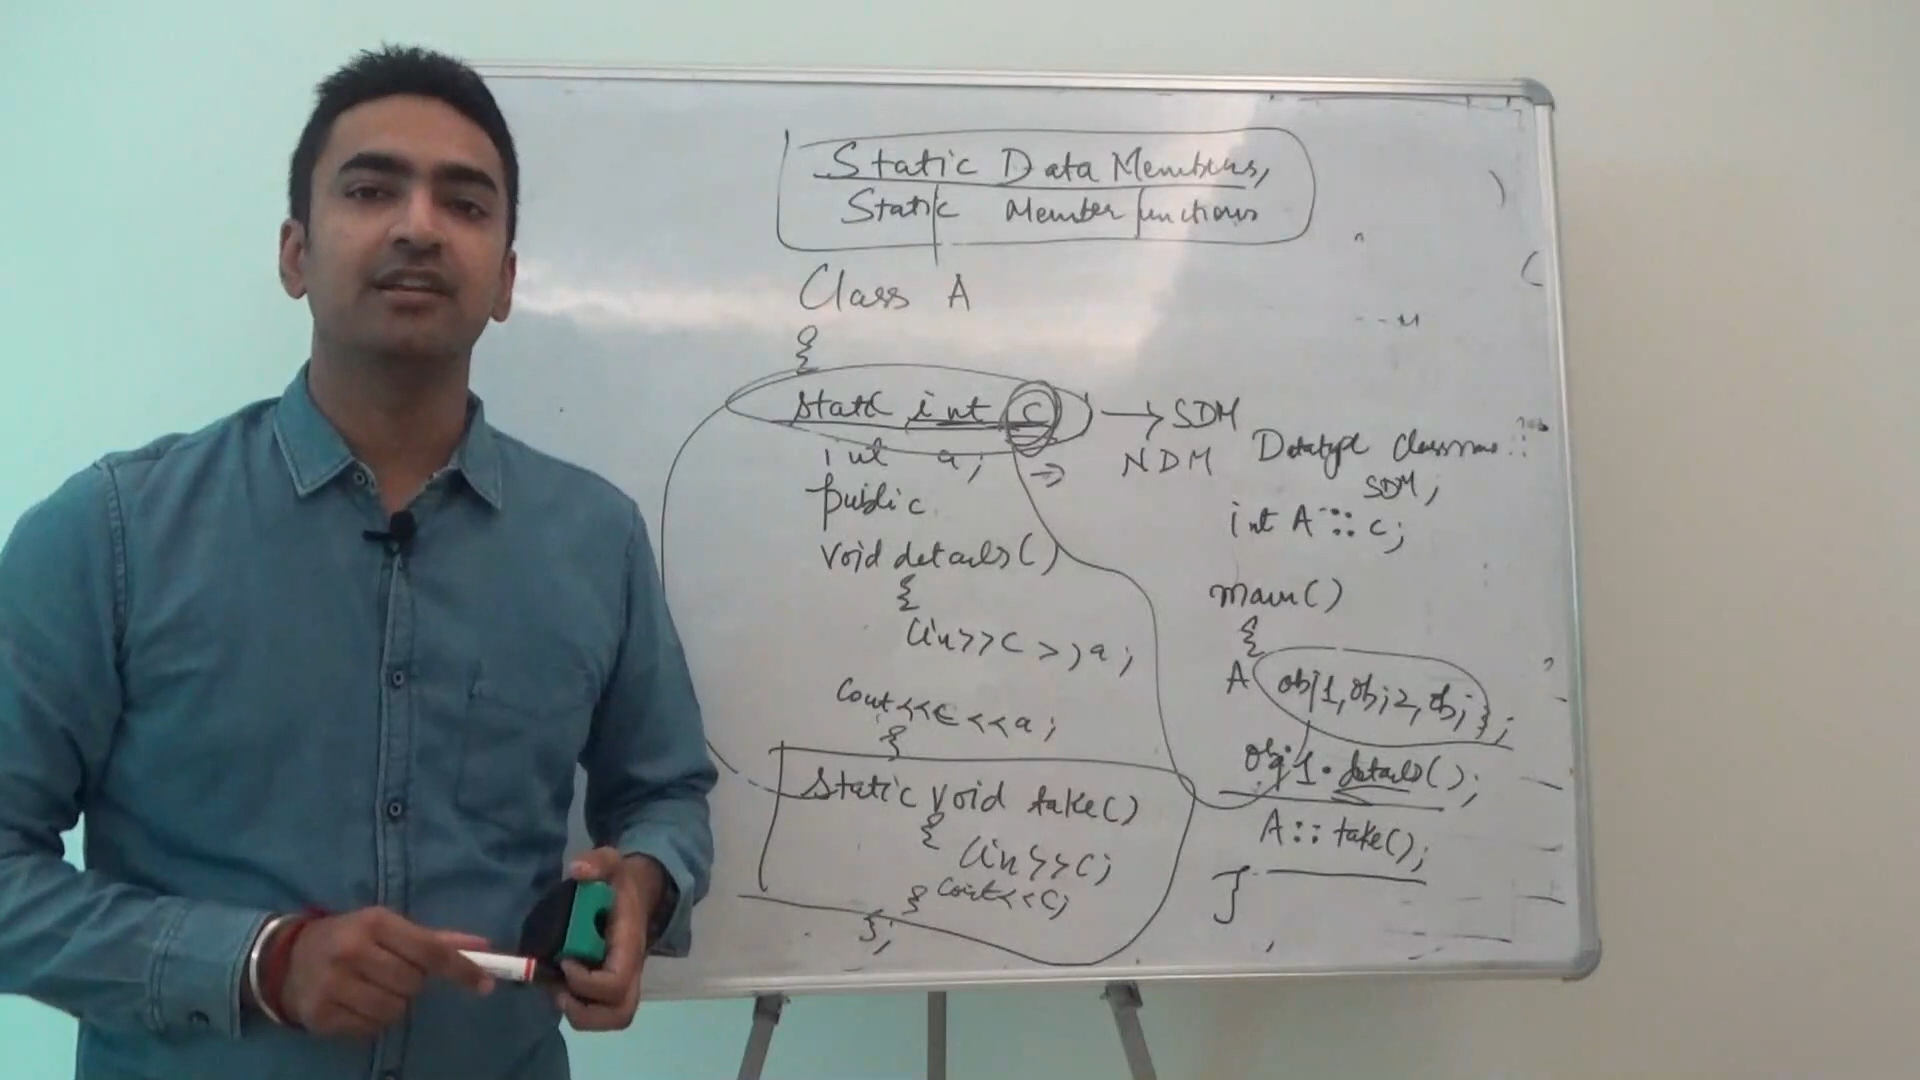 Static Data Members,
Static Member functions
Class A
{
static int c
→ SDM
int a; → NDM
public
void details()
{
Cin>>C>>a;
Cout<<C<<a;
}
Static void take()
{
Cin>>C;
Cout<<C;
}
};
Datatype Classname ::
SDM;
int A :: c;
main()
{
A obj1, obj2, obj3;
obj1.details();
A::take();
}